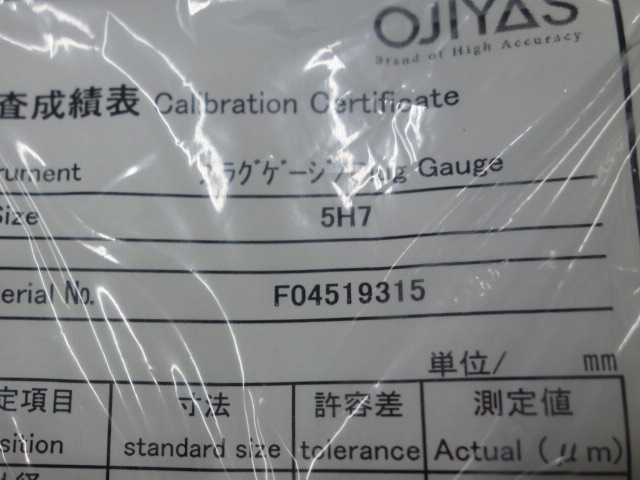 OJIYAS
Brand of High Accuracy
査成績表 Calibration Certificate
rument プラグゲージ/Plug Gauge
Size 5H7
erial No. F04519315
単位/ mm
定項目 寸法 許容差 測定値
sition standard size tolerance Actual (μm)